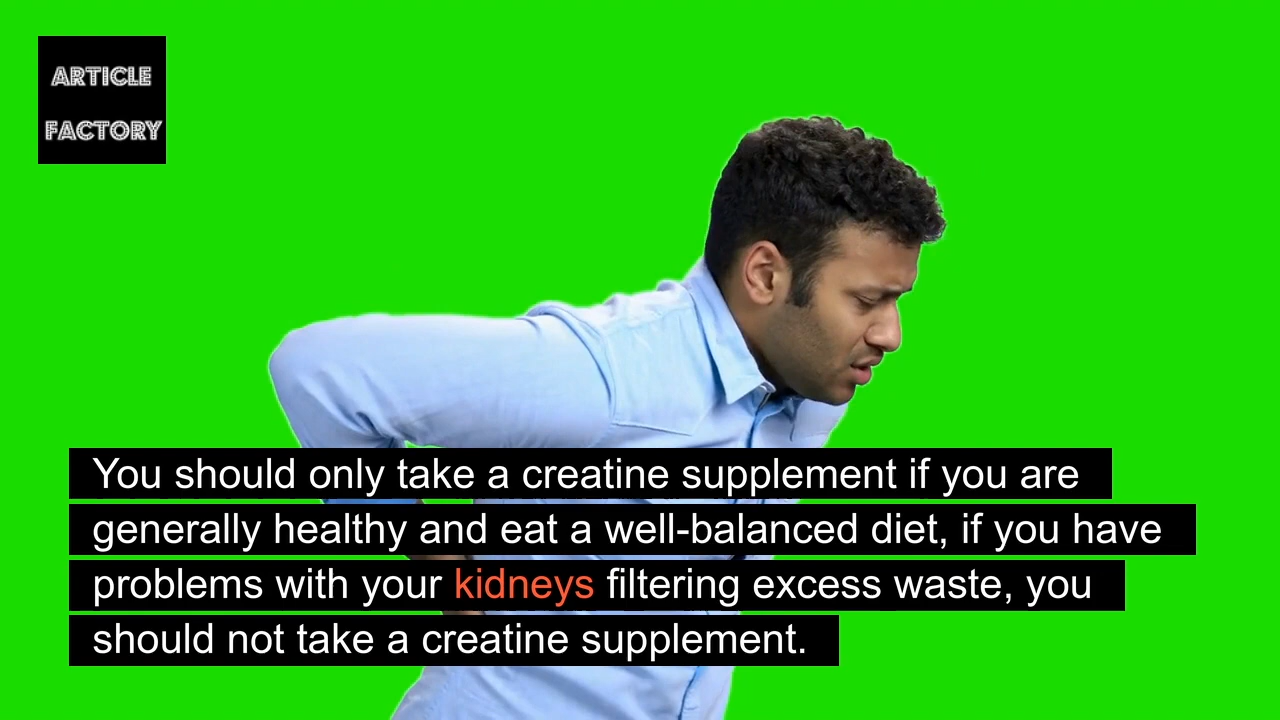 ARTICLE
FACTORY
You should only take a creatine supplement if you are
generally healthy and eat a well-balanced diet, if you have
problems with your kidneys filtering excess waste, you
should not take a creatine supplement.